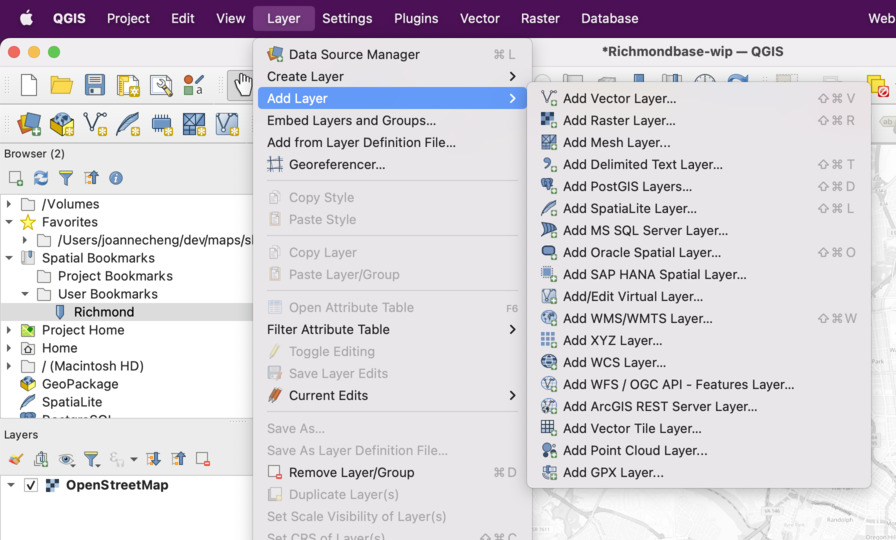 QGIS Project Edit View Layer Settings Plugins Vector Raster Database Web
*Richmondbase-wip — QGIS
Browser (2)
/Volumes
Favorites
/Users/joannecheng/dev/maps/sl
Spatial Bookmarks
Project Bookmarks
User Bookmarks
Richmond
Project Home
Home
/ (Macintosh HD)
GeoPackage
SpatiaLite
PostgreSQL
Layers
OpenStreetMap
Data Source Manager ⌘ L
Create Layer
Add Layer
Embed Layers and Groups...
Add from Layer Definition File...
Georeferencer...
Copy Style
Paste Style
Copy Layer
Paste Layer/Group
Open Attribute Table F6
Filter Attribute Table
Toggle Editing
Save Layer Edits
Current Edits
Save As...
Save As Layer Definition File...
Remove Layer/Group ⌘ D
Duplicate Layer(s)
Set Scale Visibility of Layer(s)
Set CRS of Layer(s) ⇧⌘ C
Add Vector Layer... ⇧⌘ V
Add Raster Layer... ⇧⌘ R
Add Mesh Layer...
Add Delimited Text Layer... ⇧⌘ T
Add PostGIS Layers... ⇧⌘ D
Add SpatiaLite Layer... ⇧⌘ L
Add MS SQL Server Layer...
Add Oracle Spatial Layer... ⇧⌘ O
Add SAP HANA Spatial Layer...
Add/Edit Virtual Layer...
Add WMS/WMTS Layer... ⇧⌘ W
Add XYZ Layer...
Add WCS Layer...
Add WFS / OGC API - Features Layer...
Add ArcGIS REST Server Layer...
Add Vector Tile Layer...
Add Point Cloud Layer...
Add GPX Layer...
Randolph